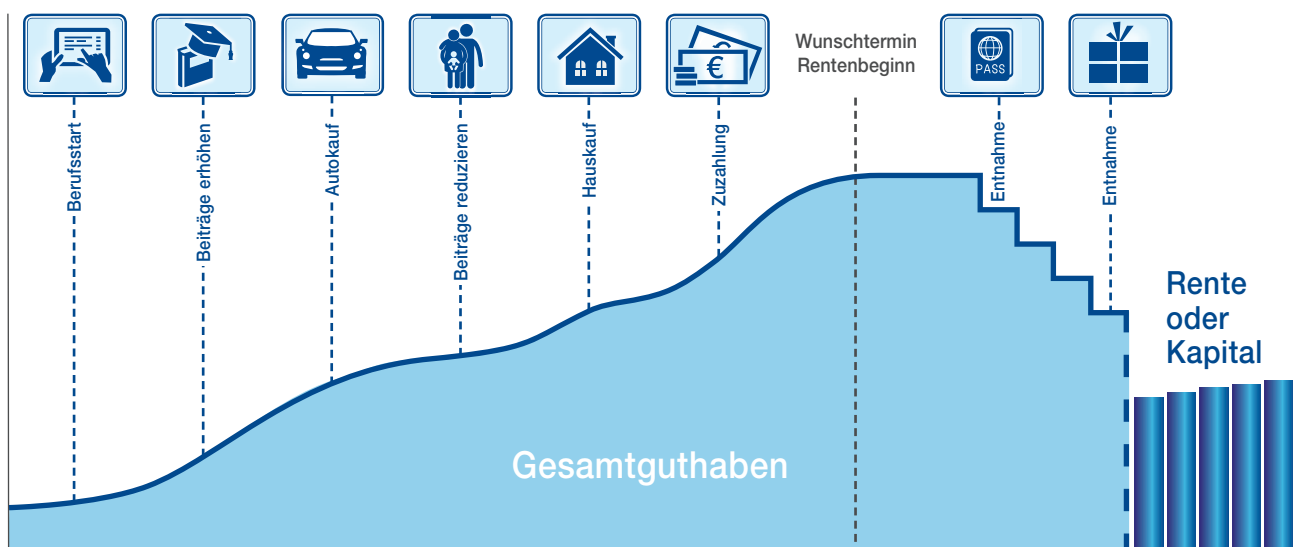 Wunschtermin
Rentenbeginn
€
PASS
Berufsstart
Beiträge erhöhen
Autokauf
Beiträge reduzieren
Hauskauf
Zuzahlung
Entnahme
Entnahme
Rente
oder
Kapital
Gesamtguthaben